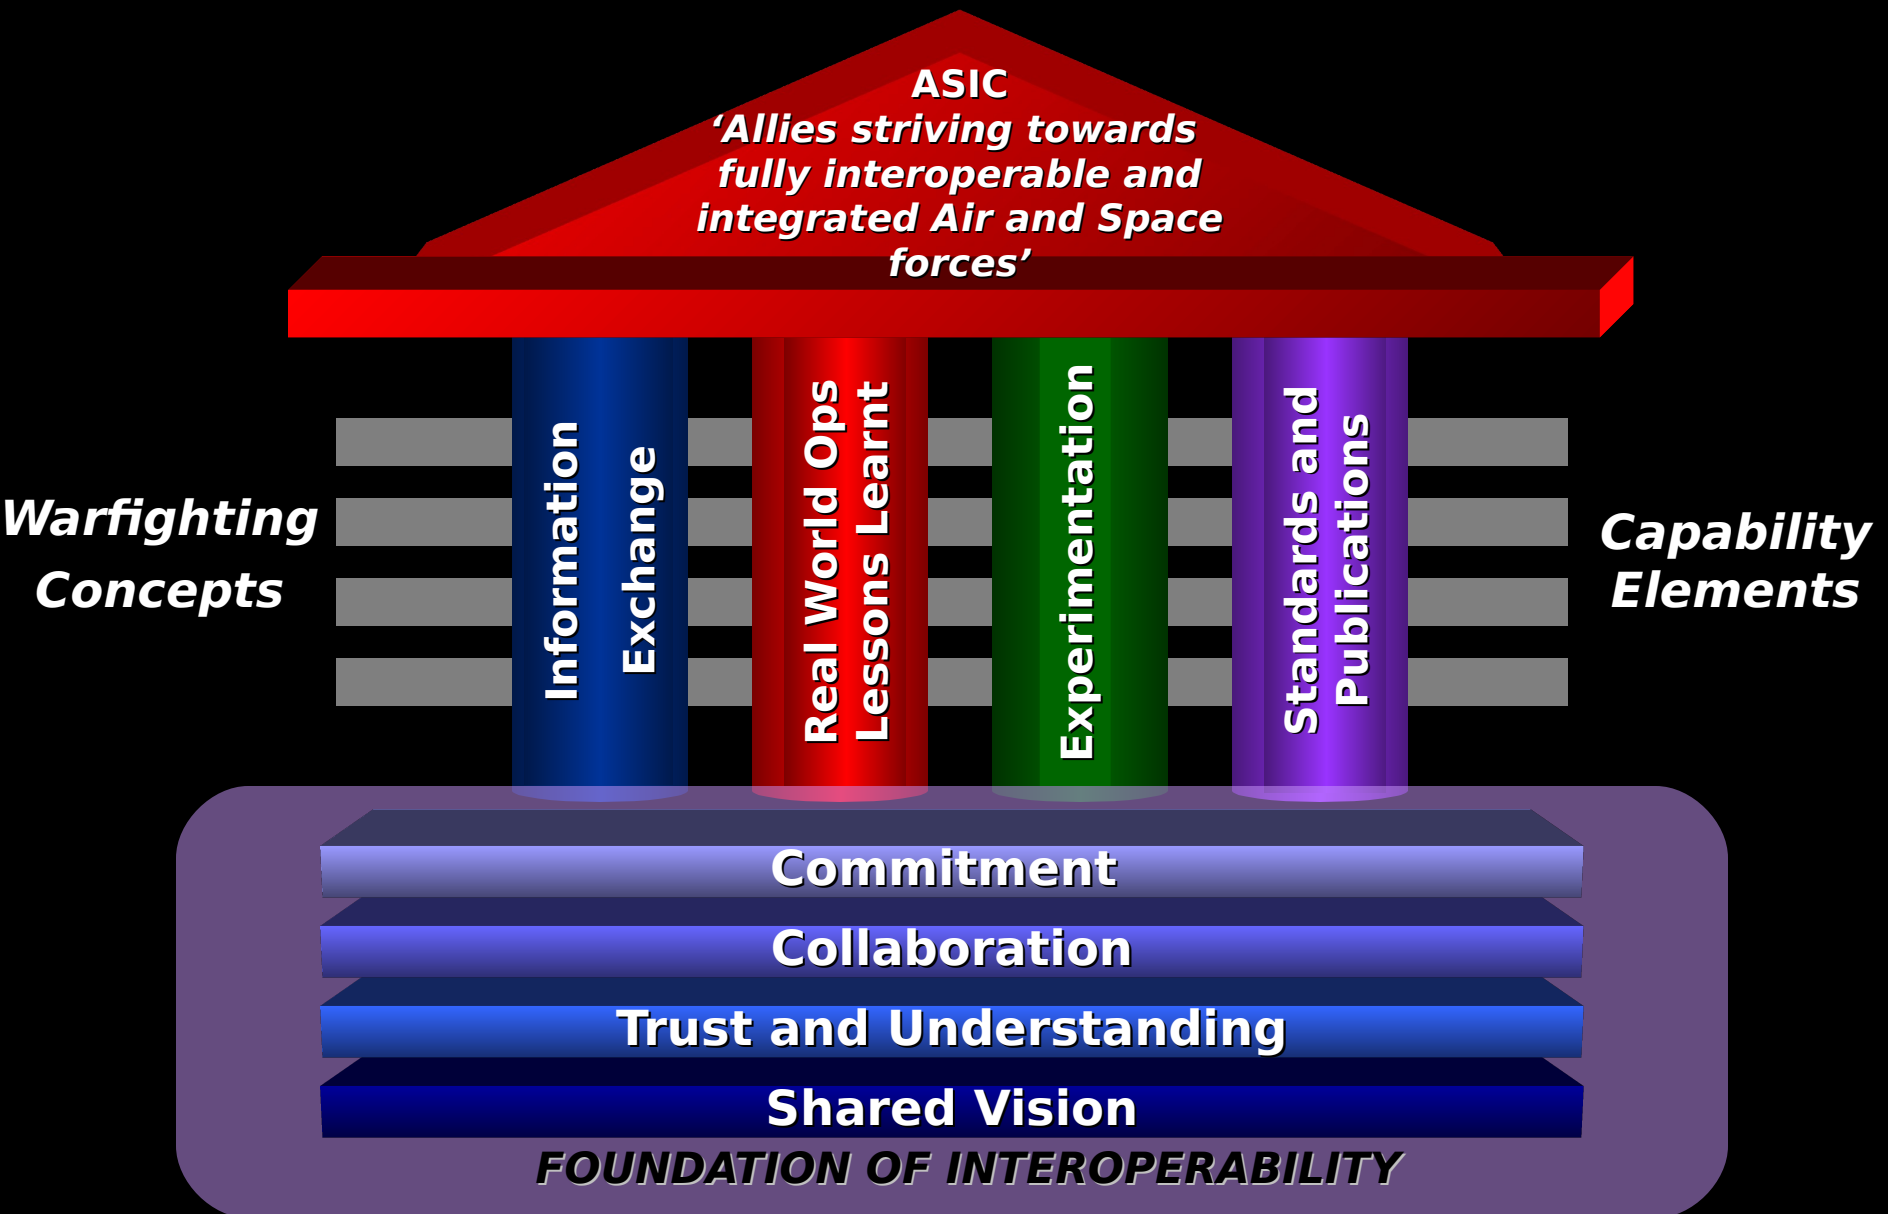 ASIC
‘Allies striving towards
fully interoperable and
integrated Air and Space
forces’
Warfighting
Concepts
Information
Exchange
Real World Ops
Lessons Learnt
Experimentation
Standards and
Publications
Capability
Elements
Commitment
Collaboration
Trust and Understanding
Shared Vision
FOUNDATION OF INTEROPERABILITY